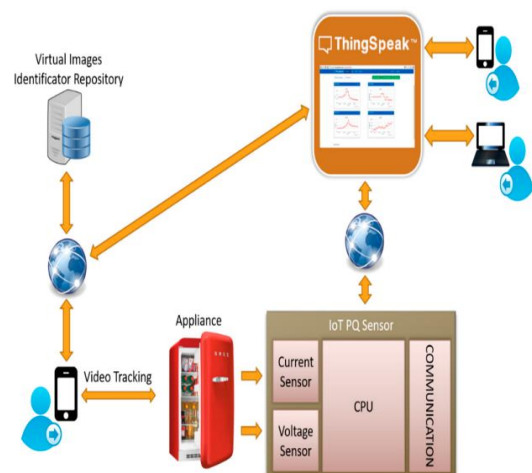 Virtual Images
Identificator Repository
ThingSpeak™
Appliance
Video Tracking
IoT PQ Sensor
Current
Sensor
Voltage
Sensor
CPU
COMMUNICATION